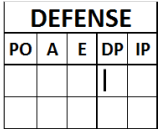 DEFENSE
PO A E DP IP